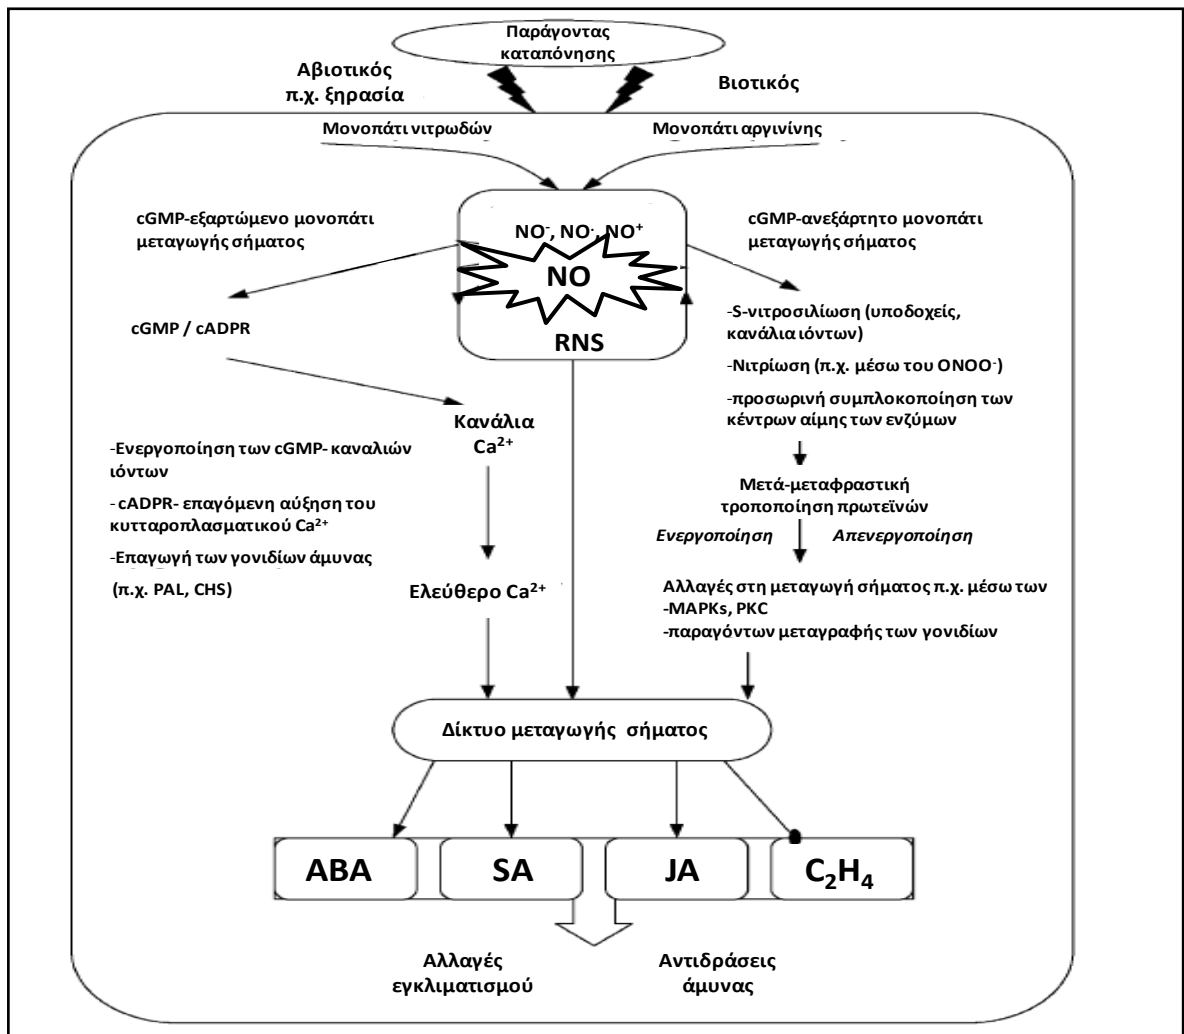 Παράγοντας
καταπόνησης
Αβιοτικός
π.χ. ξηρασία
Βιοτικός
Μονοπάτι νιτρωδών
Μονοπάτι αργινίνης
cGMP-εξαρτώμενο μονοπάτι
μεταγωγής σήματος
NO⁻, NO·, NO⁺
NO
RNS
cGMP-ανεξάρτητο μονοπάτι
μεταγωγής σήματος
cGMP / cADPR
-S-νιτροσιλίωση (υποδοχείς,
κανάλια ιόντων)
-Νιτρίωση (π.χ. μέσω του ONOO⁻)
-προσωρινή συμπλοκοποίηση των
κέντρων αίμης των ενζύμων
Κανάλια
Ca²⁺
-Ενεργοποίηση των cGMP- καναλιών
ιόντων
- cADPR- επαγόμενη αύξηση του
κυτταροπλασματικού Ca²⁺
-Επαγωγή των γονιδίων άμυνας
(π.χ. PAL, CHS)
Μετά-μεταφραστική
τροποποίηση πρωτεϊνών
Ενεργοποίηση
Απενεργοποίηση
Ελεύθερο Ca²⁺
Αλλαγές στη μεταγωγή σήματος π.χ. μέσω των
-MAPKs, PKC
-παραγόντων μεταγραφής των γονιδίων
Δίκτυο μεταγωγής σήματος
ABA
SA
JA
C₂H₄
Αλλαγές
εγκλιματισμού
Αντιδράσεις
άμυνας